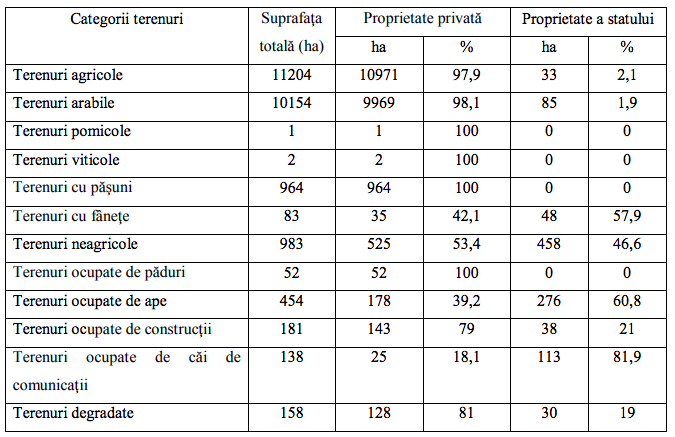 Categorii terenuri Suprafața totală (ha) Proprietate privată Proprietate a statului
ha % ha %
Terenuri agricole 11204 10971 97,9 33 2,1
Terenuri arabile 10154 9969 98,1 85 1,9
Terenuri pomicole 1 1 100 0 0
Terenuri viticole 2 2 100 0 0
Terenuri cu pășuni 964 964 100 0 0
Terenuri cu fânețe 83 35 42,1 48 57,9
Terenuri neagricole 983 525 53,4 458 46,6
Terenuri ocupate de păduri 52 52 100 0 0
Terenuri ocupate de ape 454 178 39,2 276 60,8
Terenuri ocupate de construcții 181 143 79 38 21
Terenuri ocupate de căi de 138 25 18,1 113 81,9
comunicații
Terenuri degradate 158 128 81 30 19